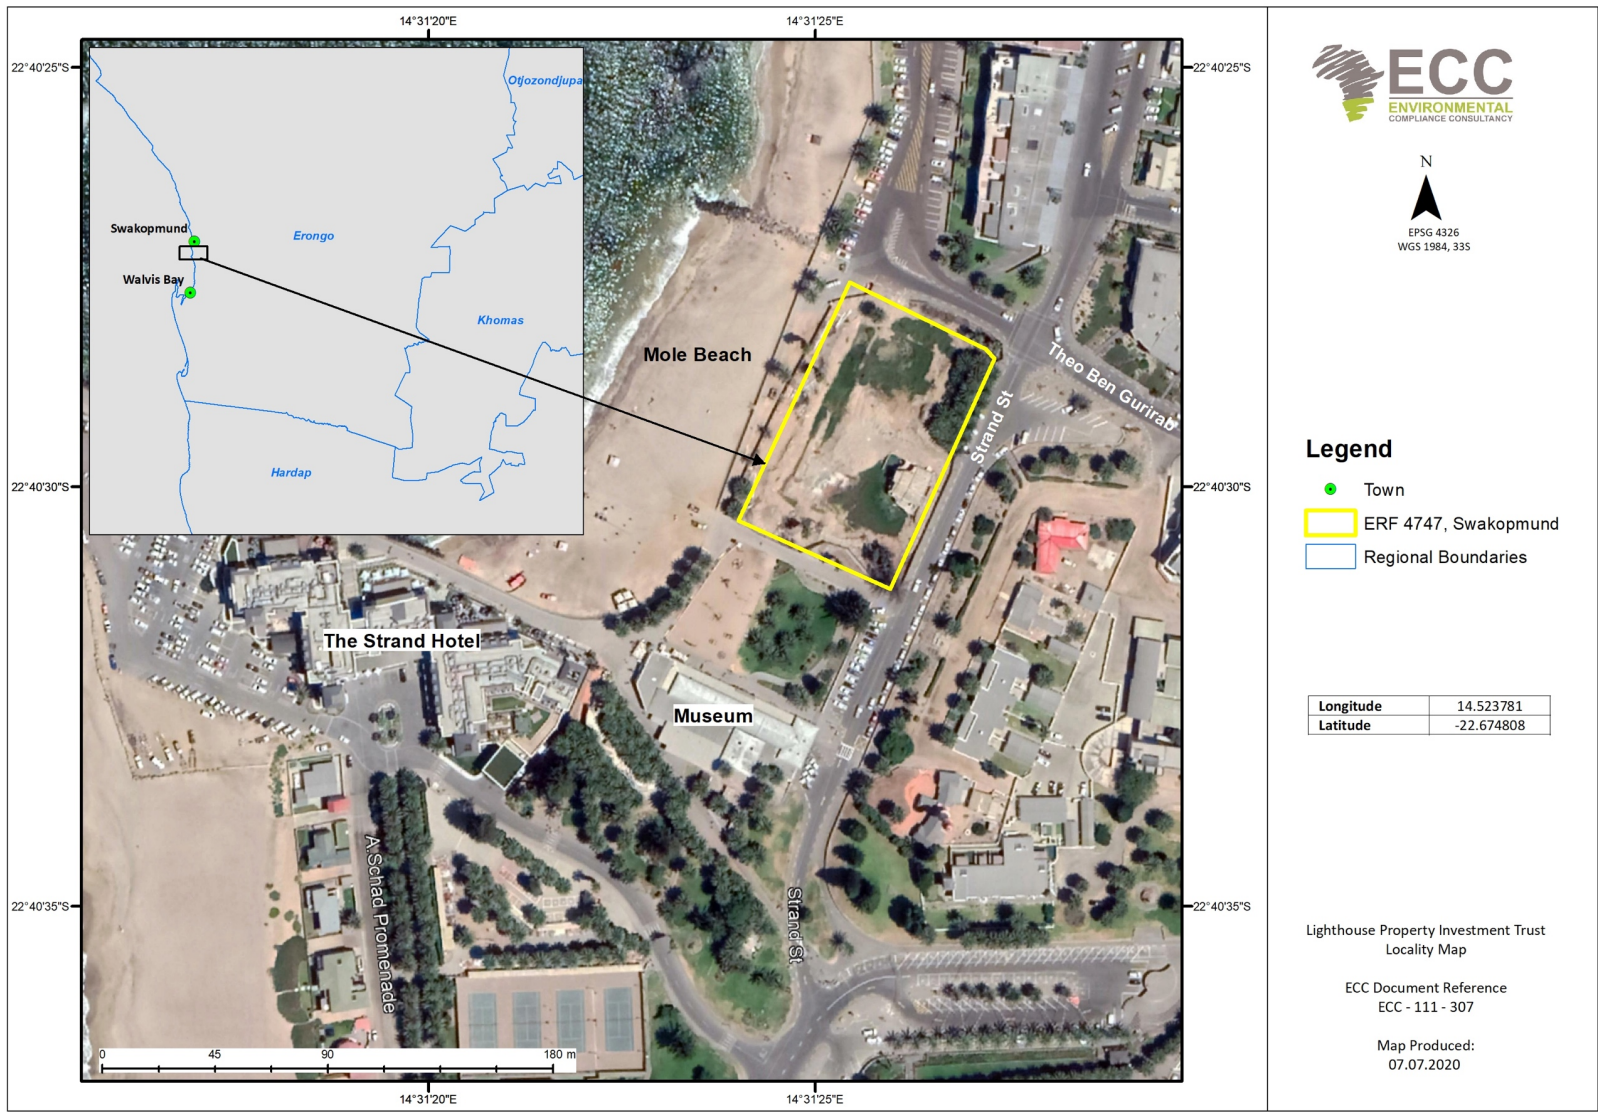 14°31'20"E
14°31'25"E
22°40'25"S
22°40'25"S
Otjozondjupa
Swakopmund
Erongo
Walvis Bay
Khomas
Hardap
Mole Beach
Theo Ben Gurirab
Strand St
22°40'30"S
22°40'30"S
The Strand Hotel
Museum
A.Schad Promenade
Strand St
22°40'35"S
22°40'35"S
0 45 90 180 m
14°31'20"E
14°31'25"E
ECC
ENVIRONMENTAL
COMPLIANCE CONSULTANCY
N
EPSG 4326
WGS 1984, 33S
Legend
Town
ERF 4747, Swakopmund
Regional Boundaries
Longitude 14.523781
Latitude -22.674808
Lighthouse Property Investment Trust
Locality Map
ECC Document Reference
ECC - 111 - 307
Map Produced:
07.07.2020